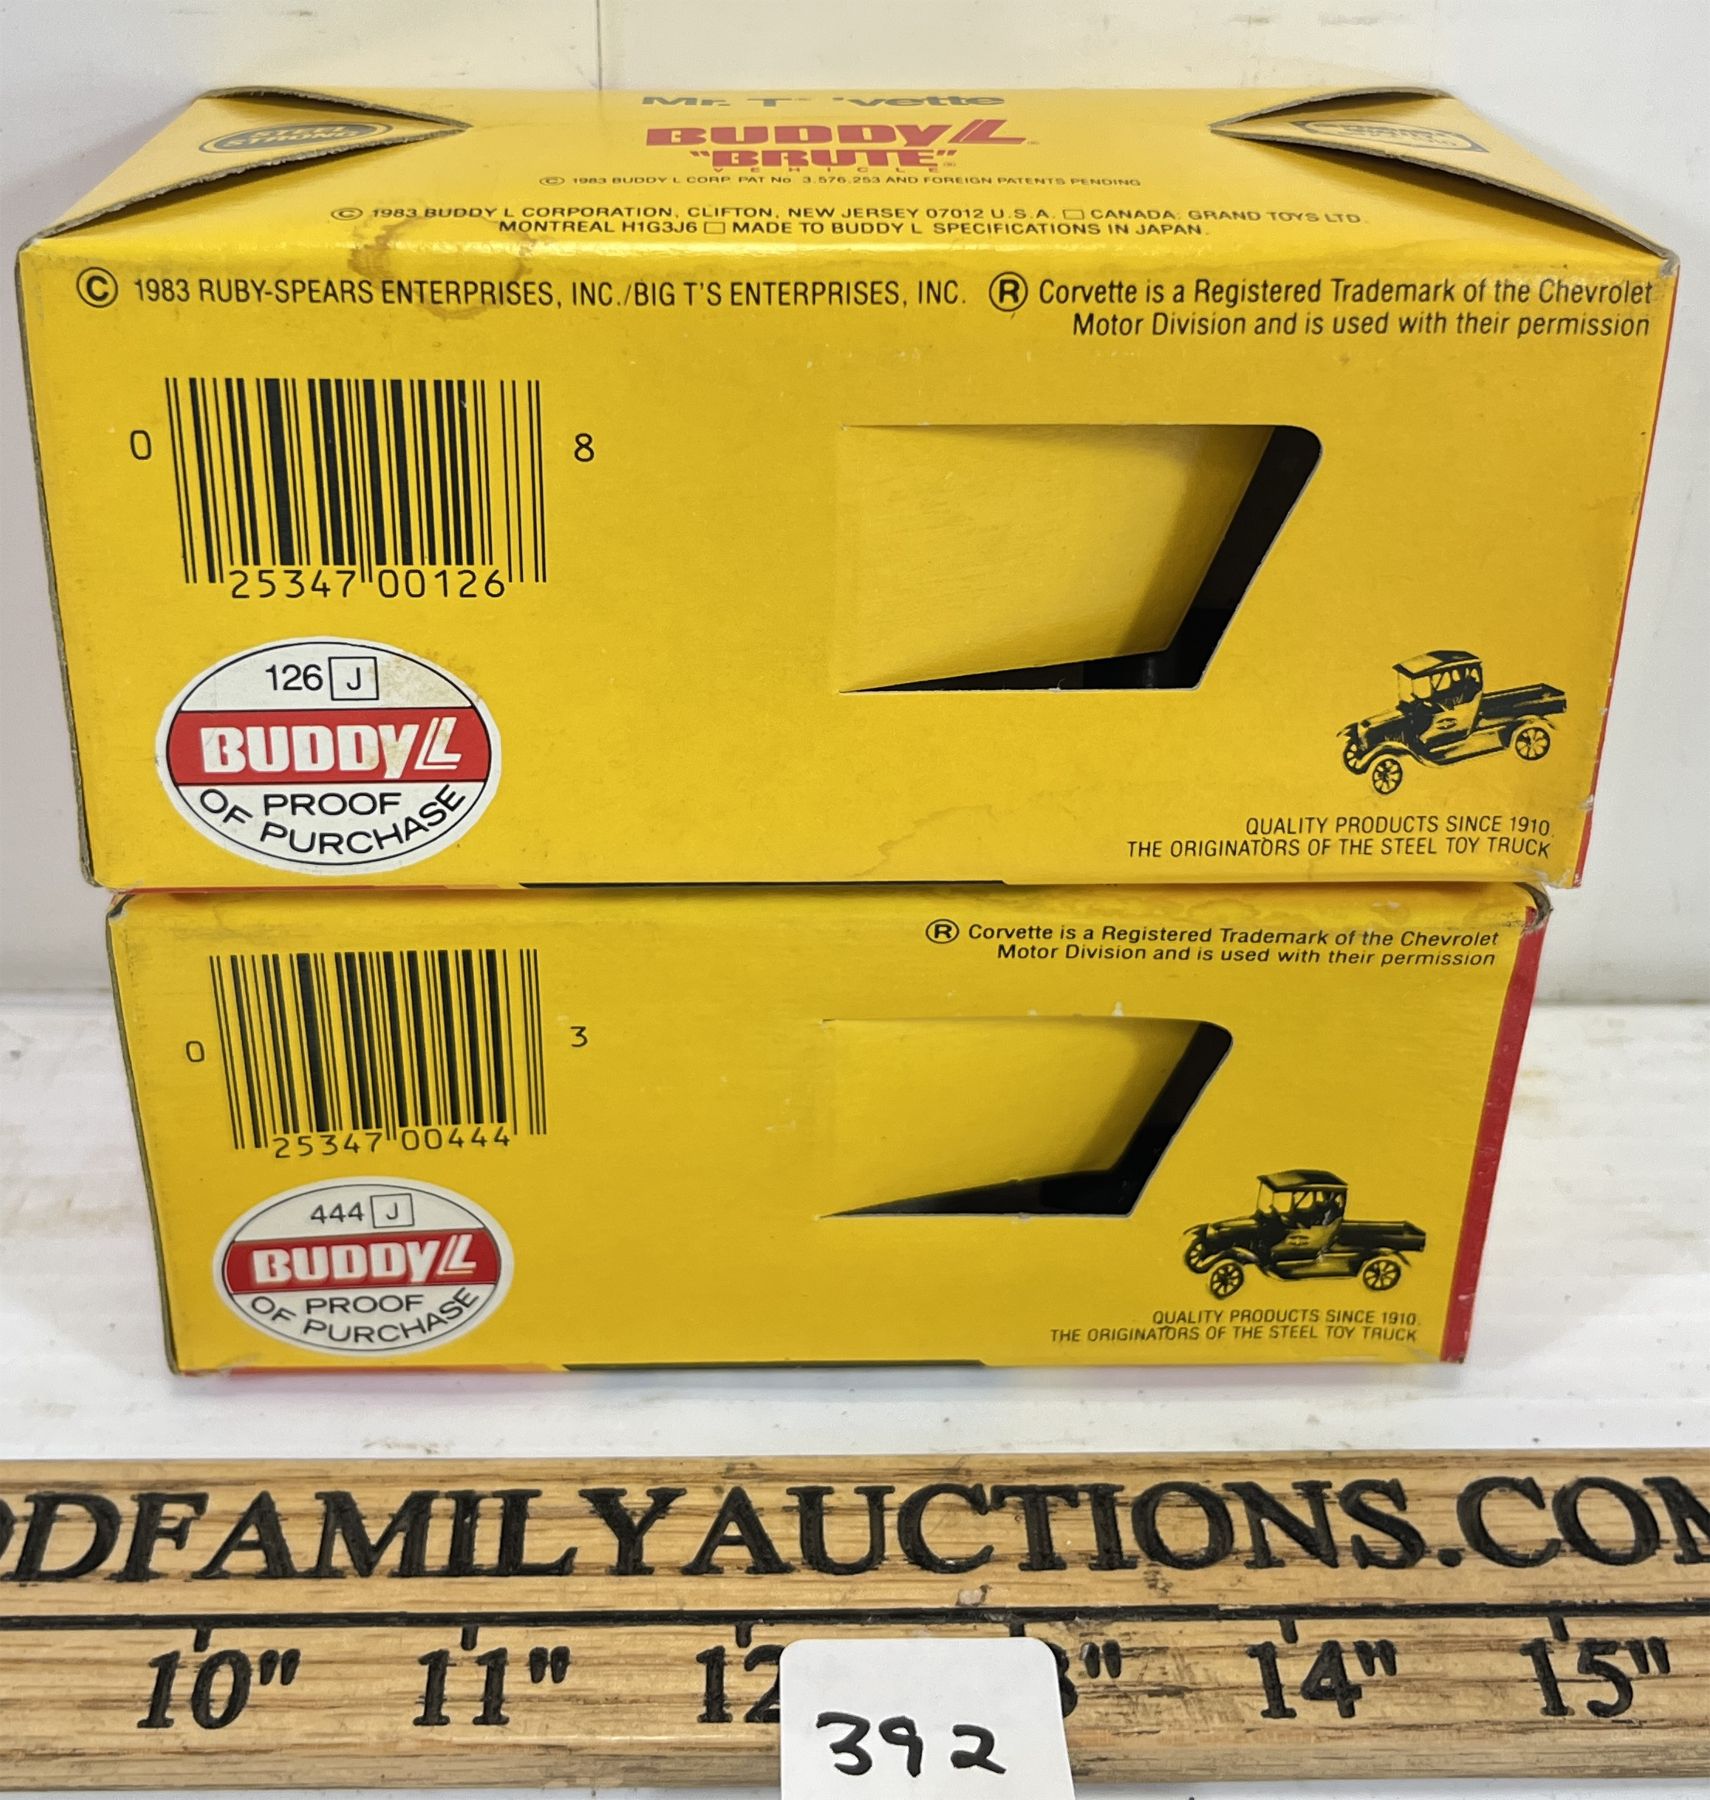 STEEL
STRONG
Mr. T's 'vette
BUDDY L®
"BRUTE"®
VEHICLE
© 1983 BUDDY L CORP. PAT No. 3,576,253 AND FOREIGN PATENTS PENDING
© 1983 BUDDY L CORPORATION, CLIFTON, NEW JERSEY 07012 U.S.A. □ CANADA: GRAND TOYS LTD.
MONTREAL H1G3J6 □ MADE TO BUDDY L SPECIFICATIONS IN JAPAN.
© 1983 RUBY-SPEARS ENTERPRISES, INC./BIG T'S ENTERPRISES, INC.
® Corvette is a Registered Trademark of the Chevrolet
Motor Division and is used with their permission
0 8
25347 00126
126 J
BUDDY L
PROOF
OF PURCHASE
QUALITY PRODUCTS SINCE 1910.
THE ORIGINATORS OF THE STEEL TOY TRUCK
® Corvette is a Registered Trademark of the Chevrolet
Motor Division and is used with their permission
0 3
25347 00444
444 J
BUDDY L
PROOF
OF PURCHASE
QUALITY PRODUCTS SINCE 1910.
THE ORIGINATORS OF THE STEEL TOY TRUCK
ODFAMILYAUCTIONS.COM
10" 11" 12 3" 14" 15"
392